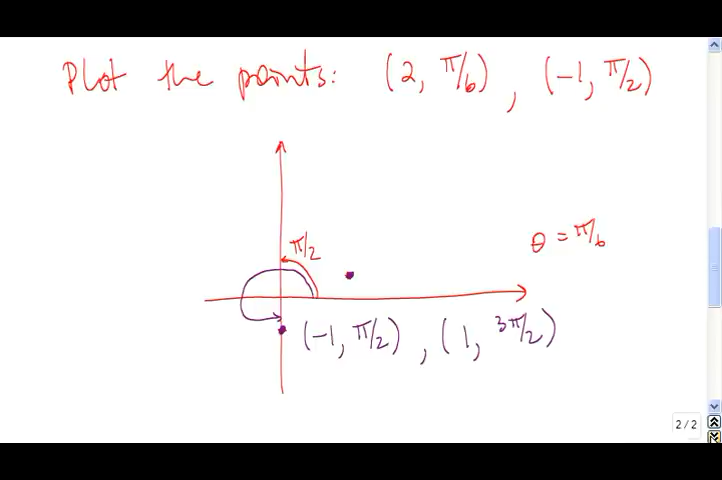 Plot the points: (2, π/6), (-1, π/2)
π/2
θ = π/6
(-1, π/2), (1, 3π/2)
2 / 2